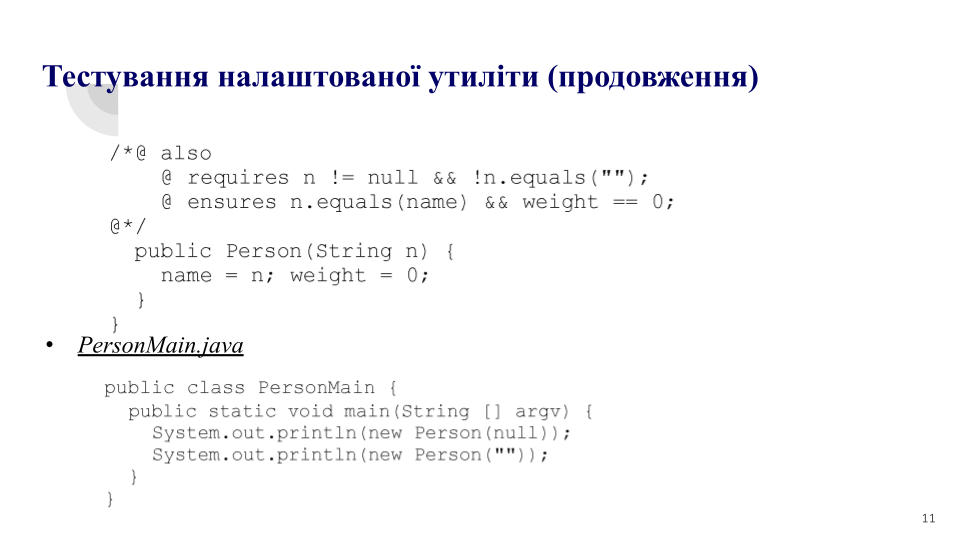 Тестування налаштованої утиліти (продовження)
/*@ also
@ requires n != null && !n.equals("");
@ ensures n.equals(name) && weight == 0;
@*/
public Person(String n) {
name = n; weight = 0;
}
}
• PersonMain.java
public class PersonMain {
public static void main(String [] argv) {
System.out.println(new Person(null));
System.out.println(new Person(""));
}
}
11